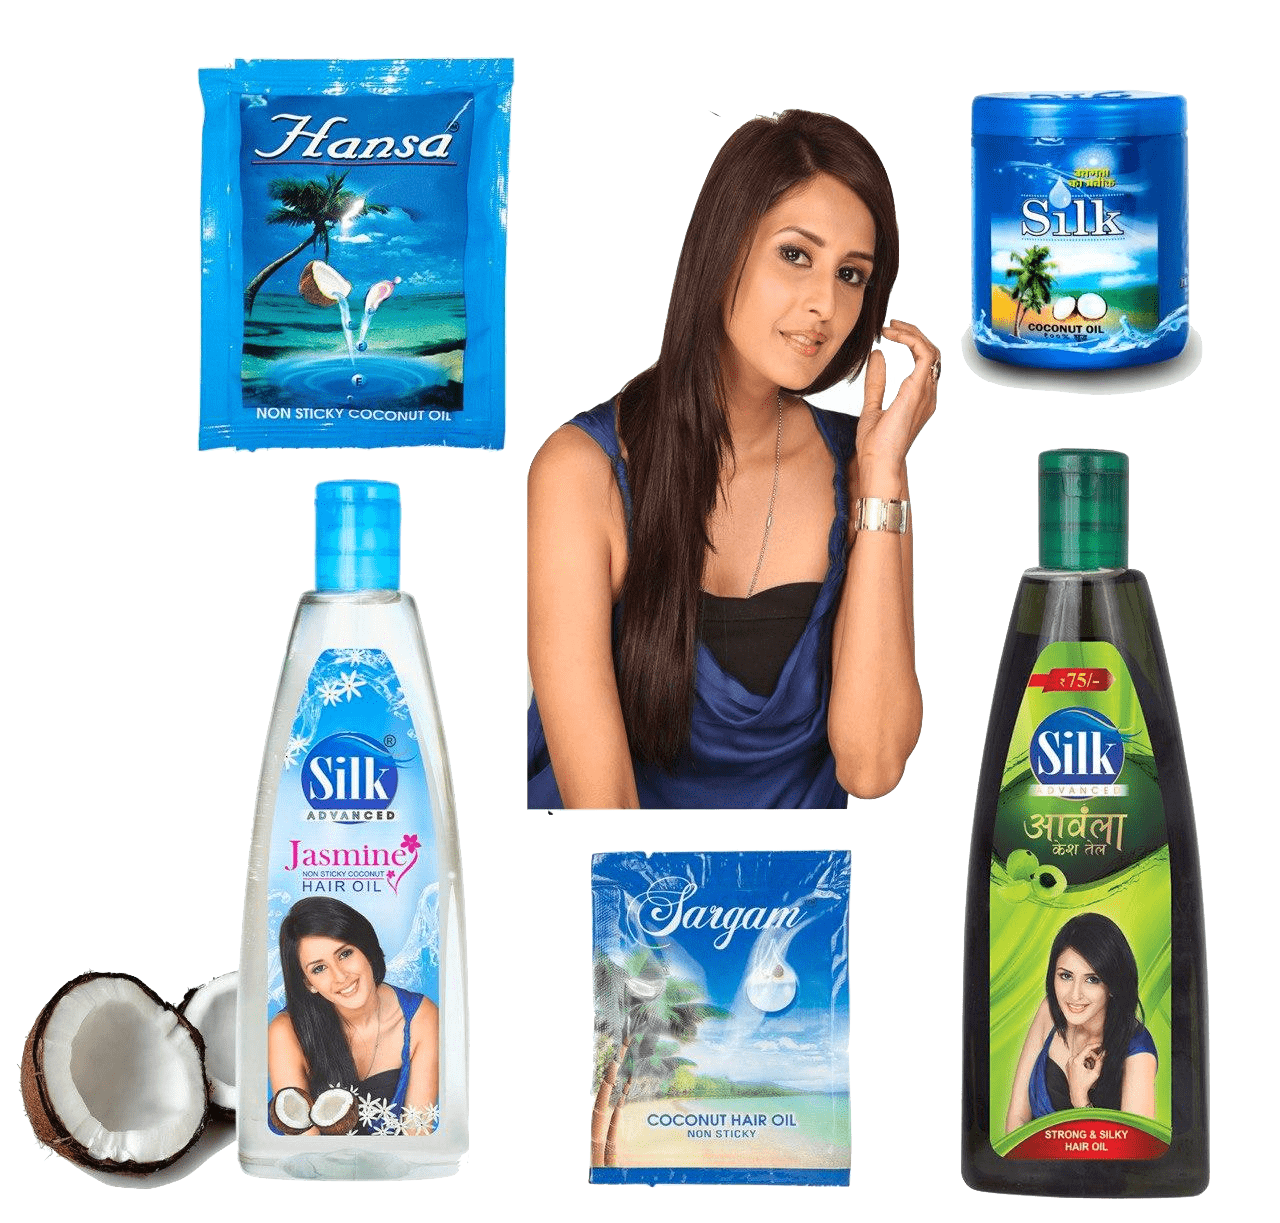 Hansa
NON STICKY COCONUT OIL
E
F
Silk
COCONUT OIL
Silk
®
ADVANCED
Jasmine
NON STICKY COCONUT
HAIR OIL
Sargam
COCONUT HAIR OIL
NON STICKY
₹75/-
Silk
ADVANCED
आवंला
केश तेल
STRONG & SILKY
HAIR OIL